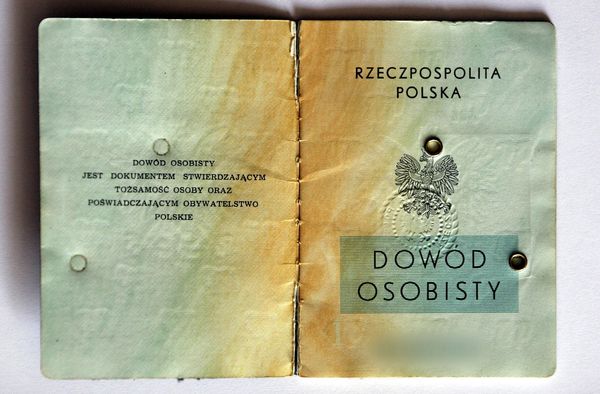 DOWÓD OSOBISTY
JEST DOKUMENTEM STWIERDZAJĄCYM
TOŻSAMOŚĆ OSOBY ORAZ
POŚWIADCZAJĄCYM OBYWATELSTWO
POLSKIE
RZECZPOSPOLITA
POLSKA
DOWÓD
OSOBISTY